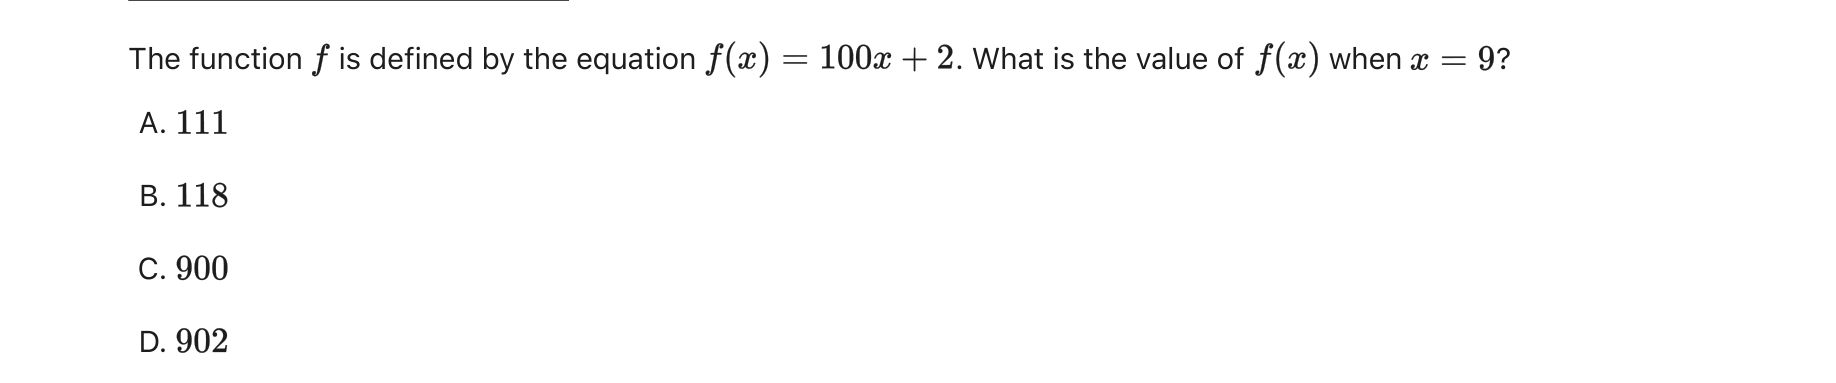 The function f is defined by the equation f(x) = 100x + 2. What is the value of f(x) when x = 9?
A. 111
B. 118
C. 900
D. 902